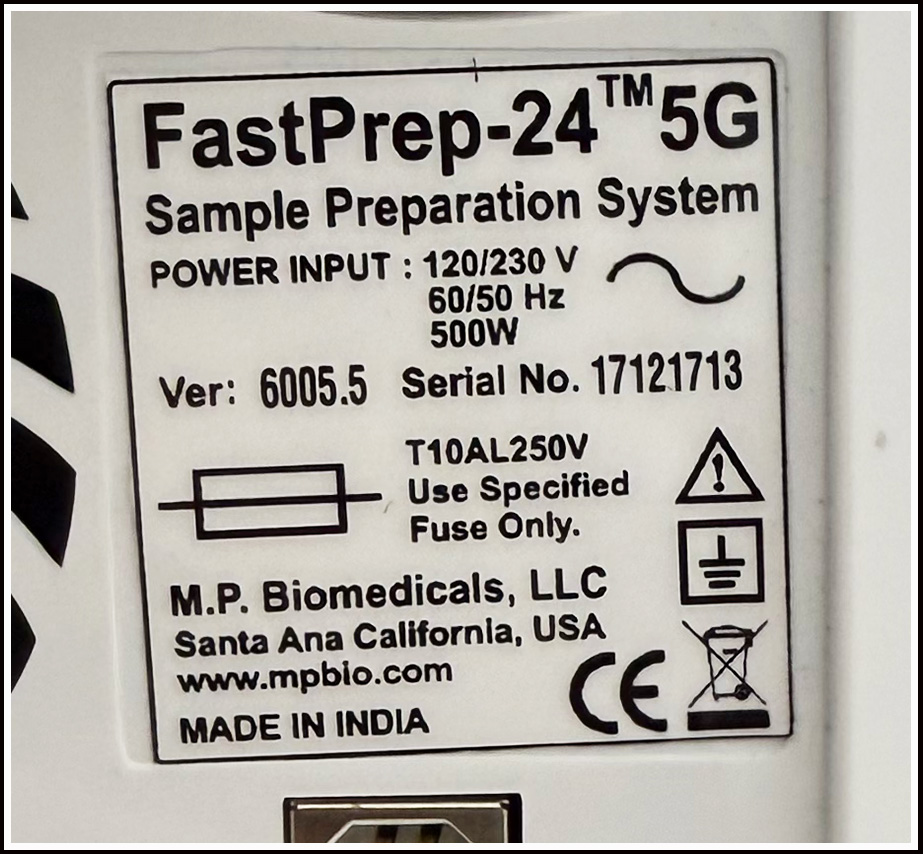 FastPrep-24™ 5G
Sample Preparation System
POWER INPUT : 120/230 V
60/50 Hz
500W
Ver: 6005.5 Serial No. 17121713
T10AL250V
Use Specified
Fuse Only.
M.P. Biomedicals, LLC
Santa Ana California, USA
www.mpbio.com
MADE IN INDIA
CE